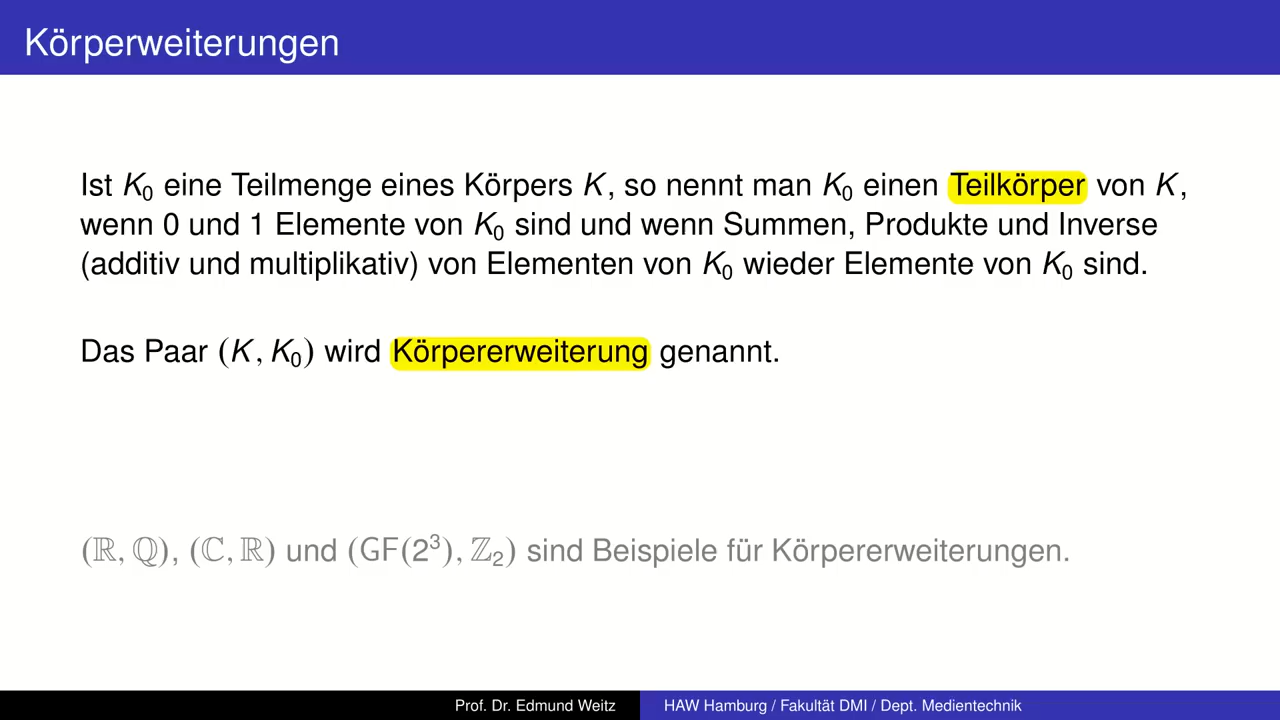 Körperweiterungen
Ist K₀ eine Teilmenge eines Körpers K, so nennt man K₀ einen Teilkörper von K,
wenn 0 und 1 Elemente von K₀ sind und wenn Summen, Produkte und Inverse
(additiv und multiplikativ) von Elementen von K₀ wieder Elemente von K₀ sind.
Das Paar (K, K₀) wird Körpererweiterung genannt.
(ℝ, ℚ), (ℂ, ℝ) und (GF(2³), ℤ₂) sind Beispiele für Körpererweiterungen.
Prof. Dr. Edmund Weitz HAW Hamburg / Fakultät DMI / Dept. Medientechnik